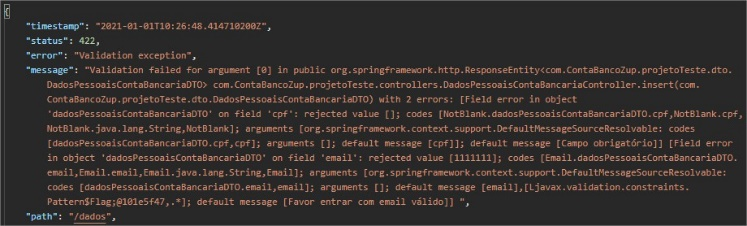 {
"timestamp": "2021-01-01T10:26:48.414710200Z",
"status": 422,
"error": "Validation exception",
"message": "Validation failed for argument [0] in public org.springframework.http.ResponseEntity<com.ContaBancoZup.projetoTeste.dto.
DadosPessoaisContaBancariaDTO> com.ContaBancoZup.projetoTeste.controllers.DadosPessoaisContaBancariaController.insert(com.
ContaBancoZup.projetoTeste.dto.DadosPessoaisContaBancariaDTO) with 2 errors: [Field error in object
'dadosPessoaisContaBancariaDTO' on field 'cpf': rejected value []; codes [NotBlank.dadosPessoaisContaBancariaDTO.cpf,NotBlank.cpf,
NotBlank.java.lang.String,NotBlank]; arguments [org.springframework.context.support.DefaultMessageSourceResolvable: codes
[dadosPessoaisContaBancariaDTO.cpf,cpf]; arguments []; default message [cpf]]; default message [Campo obrigatório]] [Field error
in object 'dadosPessoaisContaBancariaDTO' on field 'email': rejected value [1111111]; codes [Email.dadosPessoaisContaBancariaDTO.
email,Email.email,Email.java.lang.String,Email]; arguments [org.springframework.context.support.DefaultMessageSourceResolvable:
codes [dadosPessoaisContaBancariaDTO.email,email]; arguments []; default message [email],[Ljavax.validation.constraints.
Pattern$Flag;@101e5f47,.*]; default message [Favor entrar com email válido]] ",
"path": "/dados",